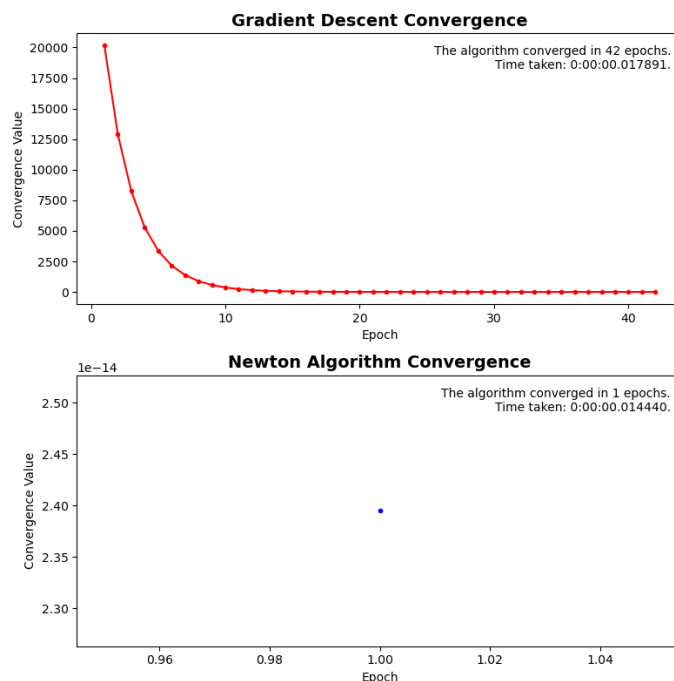 Gradient Descent Convergence
The algorithm converged in 42 epochs.
Time taken: 0:00:00.017891.
Convergence Value
20000
17500
15000
12500
10000
7500
5000
2500
0
0 10 20 30 40
Epoch
Newton Algorithm Convergence
1e−14
The algorithm converged in 1 epochs.
Time taken: 0:00:00.014440.
Convergence Value
2.50
2.45
2.40
2.35
2.30
0.96 0.98 1.00 1.02 1.04
Epoch